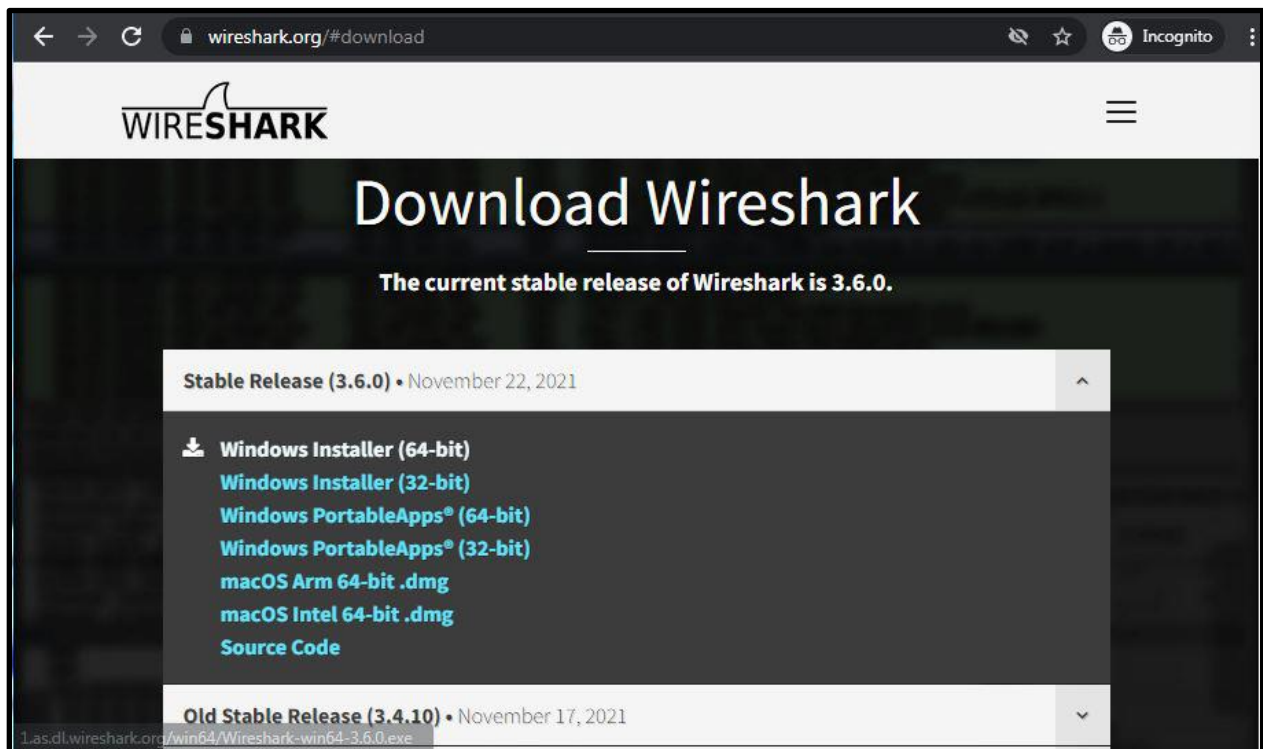 wireshark.org/#download
Incognito
WIRESHARK
Download Wireshark
The current stable release of Wireshark is 3.6.0.
Stable Release (3.6.0) • November 22, 2021
Windows Installer (64-bit)
Windows Installer (32-bit)
Windows PortableApps® (64-bit)
Windows PortableApps® (32-bit)
macOS Arm 64-bit .dmg
macOS Intel 64-bit .dmg
Source Code
Old Stable Release (3.4.10) • November 17, 2021
1.as.dl.wireshark.org/win64/Wireshark-win64-3.6.0.exe